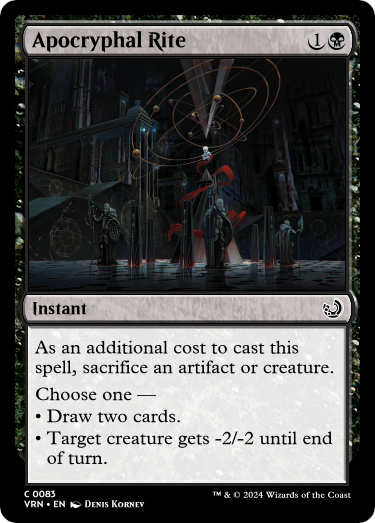 Apocryphal Rite 1
Instant
As an additional cost to cast this
spell, sacrifice an artifact or creature.
Choose one —
• Draw two cards.
• Target creature gets -2/-2 until end
of turn.
C 0083
VRN • EN Denis Kornev
™ & © 2024 Wizards of the Coast